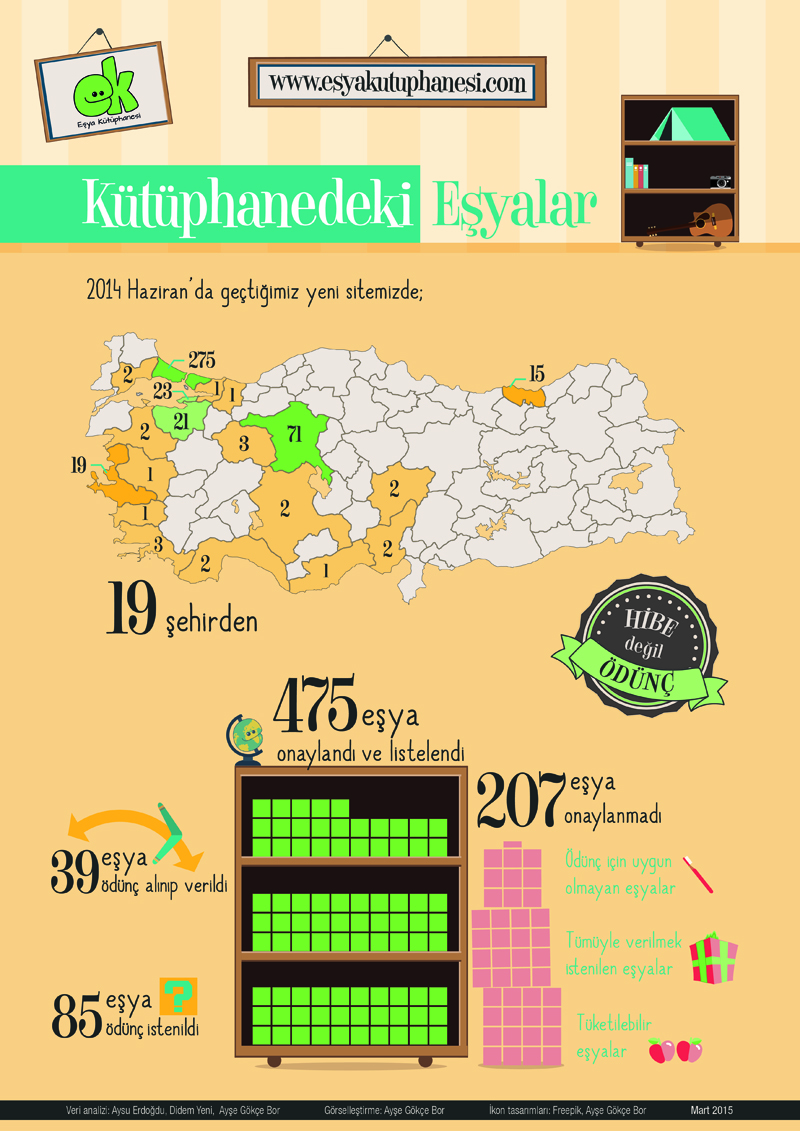 ek
Eşya Kütüphanesi
www.esyakutuphanesi.com
Kütüphanedeki Eşyalar
2014 Haziran'da geçtiğimiz yeni sitemizde;
275
2
23
1
1
15
21
2
3
71
19
1
2
2
1
3
2
1
2
19 şehirden
HİBE
değil
ÖDÜNÇ
475 eşya
onaylandı ve listelendi
207 eşya
onaylanmadı
39 eşya
ödünç alınıp verildi
Ödünç için uygun
olmayan eşyalar
Tümüyle verilmek
istenilen eşyalar
85 eşya
ödünç istenildi
?
Tüketilebilir
eşyalar
Veri analizi: Aysu Erdoğdu, Didem Yeni, Ayşe Gökçe Bor Görselleştirme: Ayşe Gökçe Bor İkon tasarımları: Freepik, Ayşe Gökçe Bor Mart 2015